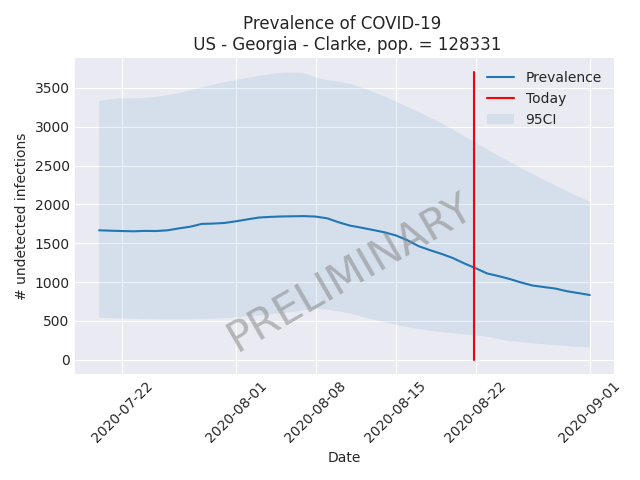 Prevalence of COVID-19
US - Georgia - Clarke, pop. = 128331
Prevalence
Today
95CI
3500
3000
2500
2000
1500
1000
500
0
# undetected infections
PRELIMINARY
2020-07-22
2020-08-01
2020-08-08
2020-08-15
2020-08-22
2020-09-01
Date